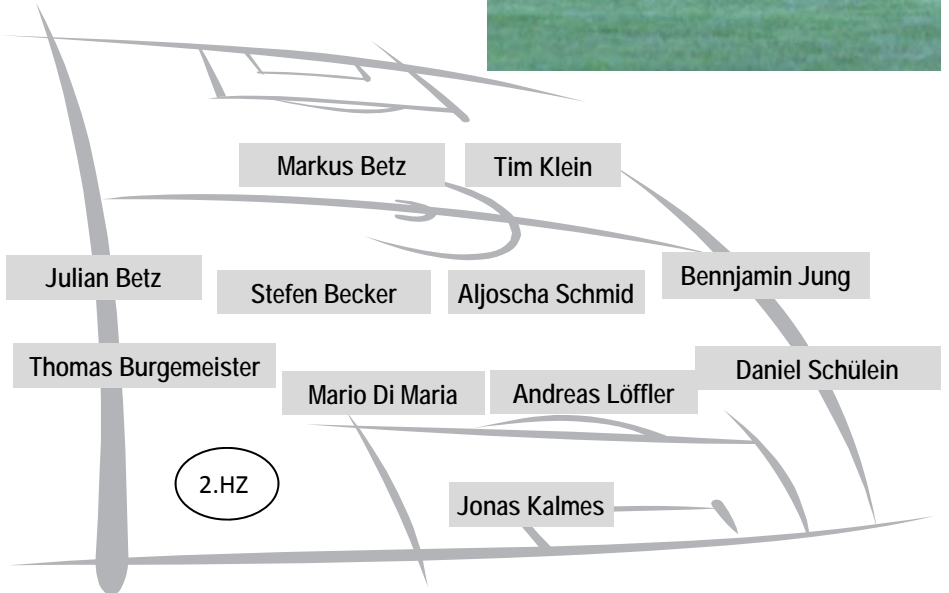 Markus Betz
Tim Klein
Julian Betz
Stefen Becker
Aljoscha Schmid
Bennjamin Jung
Thomas Burgemeister
Mario Di Maria
Andreas Löffler
Daniel Schülein
2.HZ
Jonas Kalmes